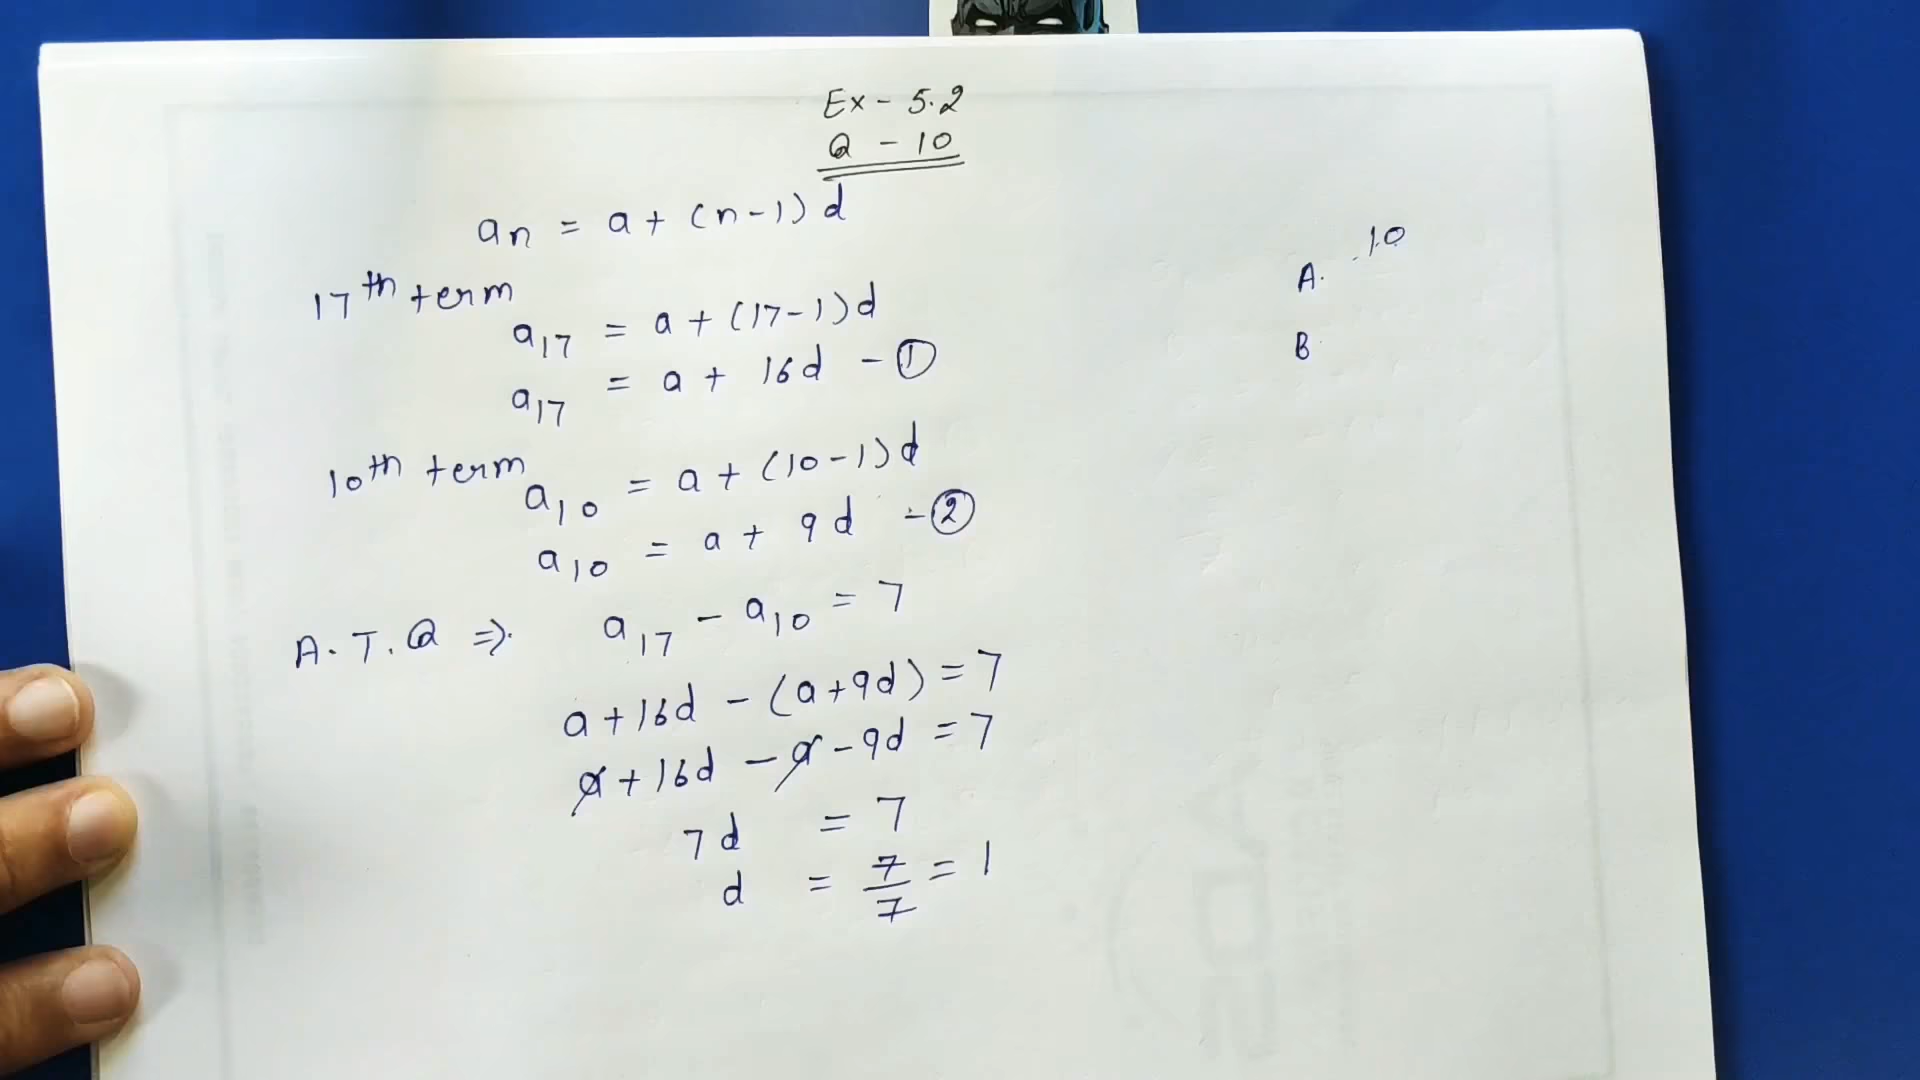 Ex - 5.2
Q - 10
an = a + (n-1) d
17th term
a17 = a + (17-1)d
a17 = a + 16d - ①
10th term
a10 = a + (10-1)d
a10 = a + 9d - ②
A.T.Q ⇒ a17 - a10 = 7
a+16d - (a+9d) = 7
a+16d - a - 9d = 7
7d = 7
d = 7/7 = 1
10
A.
B